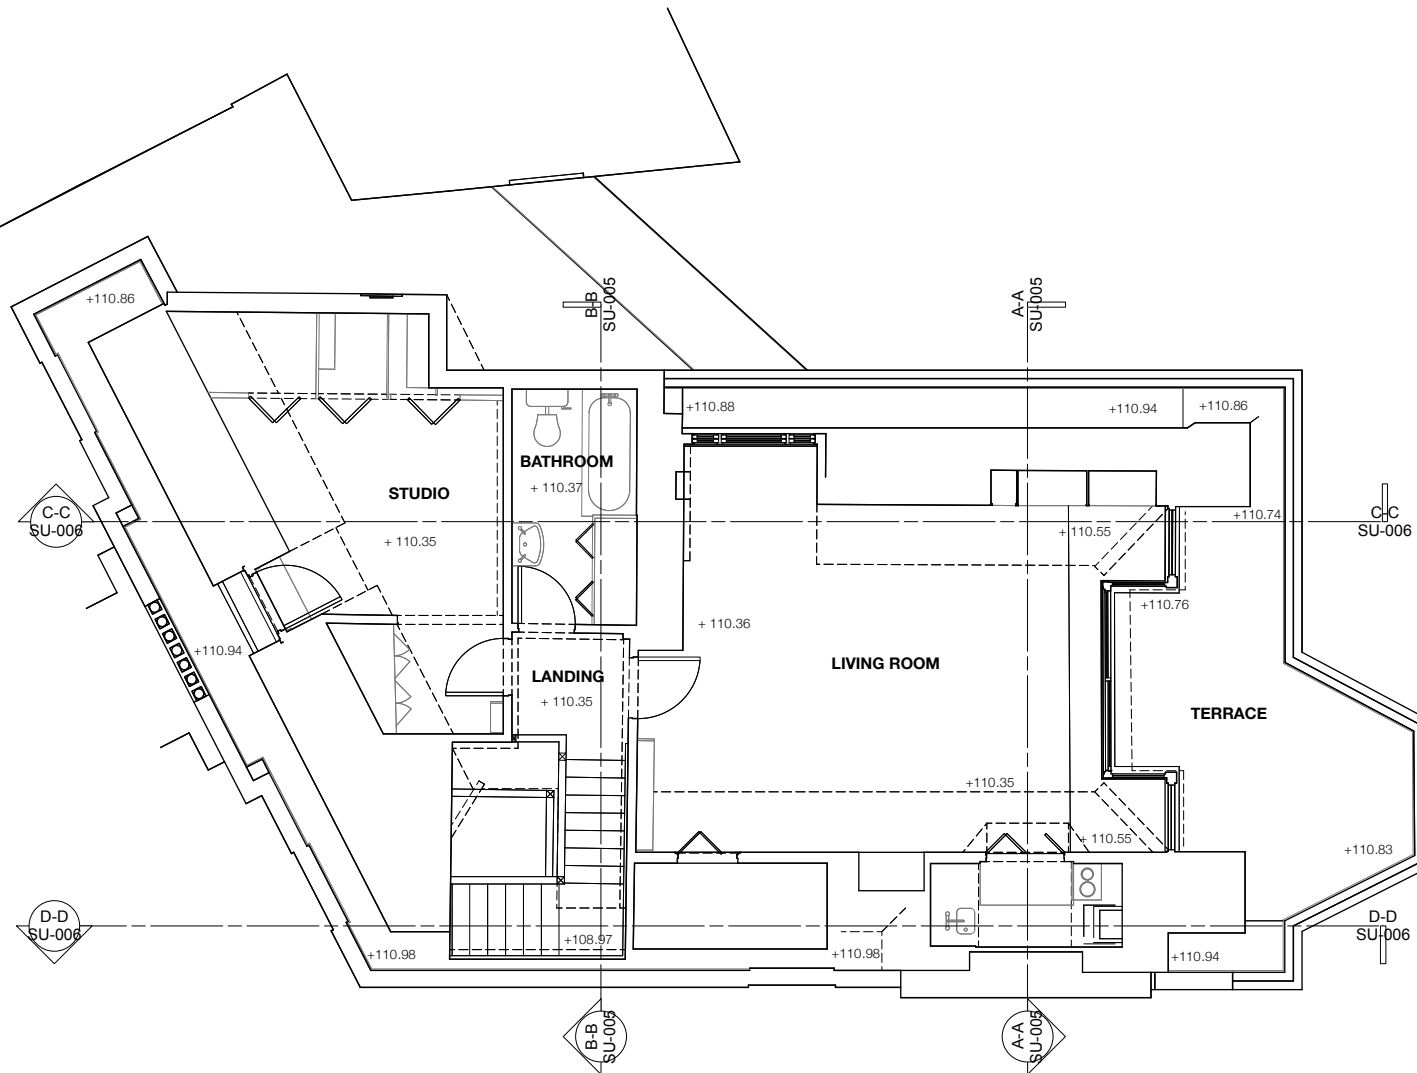 +110.86
B-B
SU-005
A-A
SU-005
+110.88
+110.94
+110.86
BATHROOM
+ 110.37
STUDIO
+ 110.35
C-C
SU-006
+110.74
C-C
SU-006
+110.55
+110.76
+ 110.36
+110.94
LIVING ROOM
LANDING
+ 110.35
TERRACE
+110.35
+ 110.55
+110.83
D-D
SU-006
+108.97
+110.98
+110.98
+110.94
D-D
SU-006
B-B
SU-005
A-A
SU-005